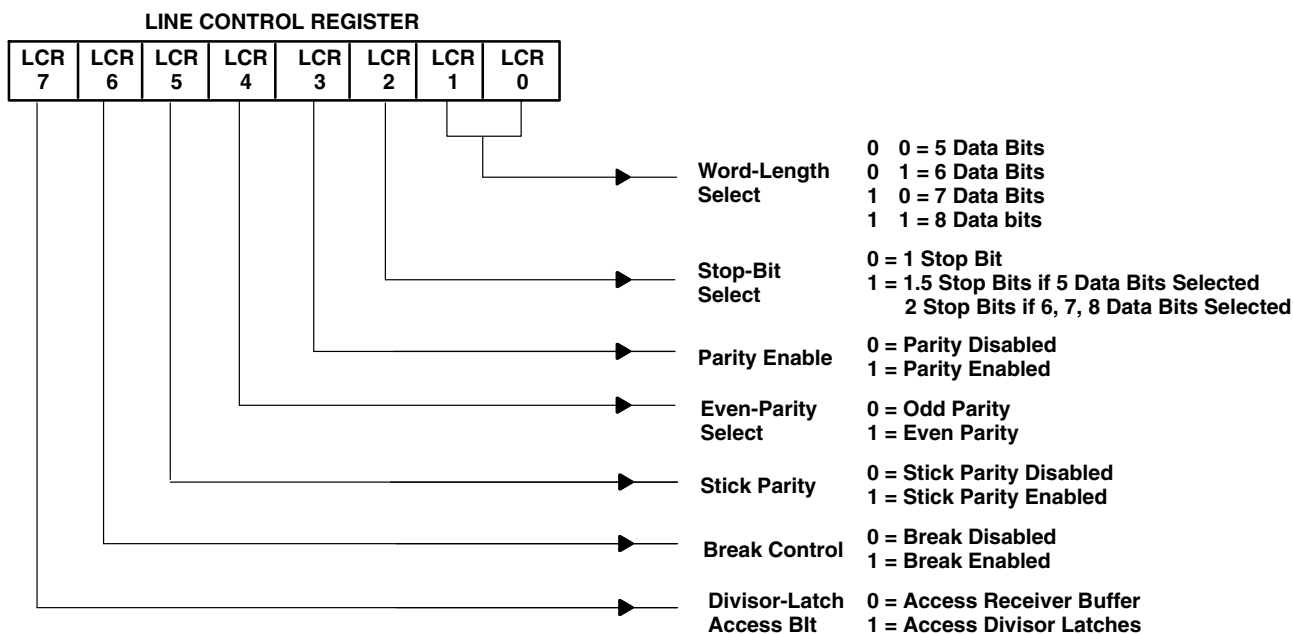 LINE CONTROL REGISTER
LCR 7 LCR 6 LCR 5 LCR 4 LCR 3 LCR 2 LCR 1 LCR 0
Word-Length Select
0 0 = 5 Data Bits
0 1 = 6 Data Bits
1 0 = 7 Data Bits
1 1 = 8 Data bits
Stop-Bit Select
0 = 1 Stop Bit
1 = 1.5 Stop Bits if 5 Data Bits Selected
2 Stop Bits if 6, 7, 8 Data Bits Selected
Parity Enable
0 = Parity Disabled
1 = Parity Enabled
Even-Parity Select
0 = Odd Parity
1 = Even Parity
Stick Parity
0 = Stick Parity Disabled
1 = Stick Parity Enabled
Break Control
0 = Break Disabled
1 = Break Enabled
Divisor-Latch Access BIt
0 = Access Receiver Buffer
1 = Access Divisor Latches